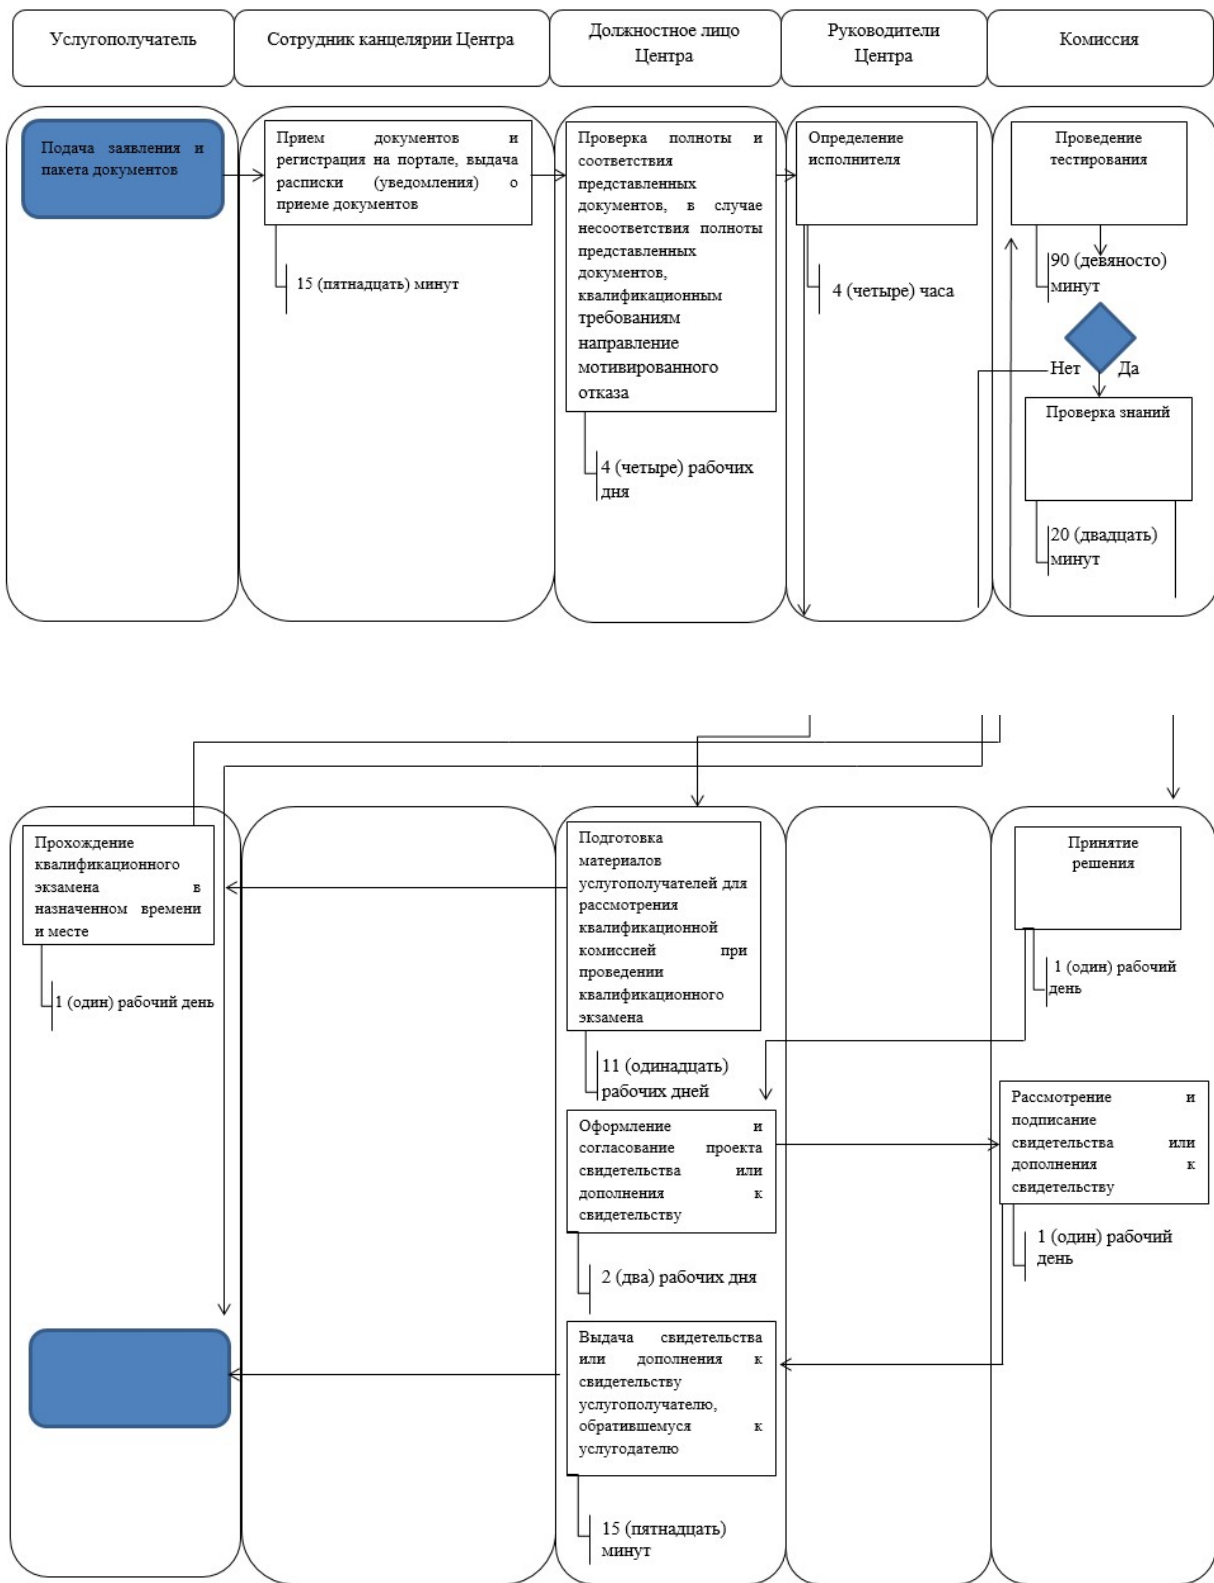 Услугополучатель
Сотрудник канцелярии Центра
Должностное лицо
Центра
Руководители
Центра
Комиссия
Подача заявления и
пакета документов
Прием документов и
регистрация на портале, выдача
расписки (уведомления) о
приеме документов
15 (пятнадцать) минут
Проверка полноты и
соответствия
представленных
документов, в случае
несоответствия полноты
представленных
документов,
квалификационным
требованиям
направление
мотивированного
отказа
4 (четыре) рабочих
дня
Определение
исполнителя
4 (четыре) часа
Проведение
тестирования
90 (девяносто)
минут
Нет Да
Проверка знаний
20 (двадцать)
минут
Прохождение
квалификационного
экзамена в
назначенном времени
и месте
1 (один) рабочий день
Подготовка
материалов
услугополучателей для
рассмотрения
квалификационной
комиссией при
проведении
квалификационного
экзамена
11 (одинадцать)
рабочих дней
Оформление и
согласование проекта
свидетельства или
дополнения к
свидетельству
2 (два) рабочих дня
Выдача свидетельства
или дополнения к
свидетельству
услугополучателю,
обратившемуся к
услугодателю
15 (пятнадцать)
минут
Принятие
решения
1 (один) рабочий
день
Рассмотрение и
подписание
свидетельства или
дополнения к
свидетельству
1 (один) рабочий
день